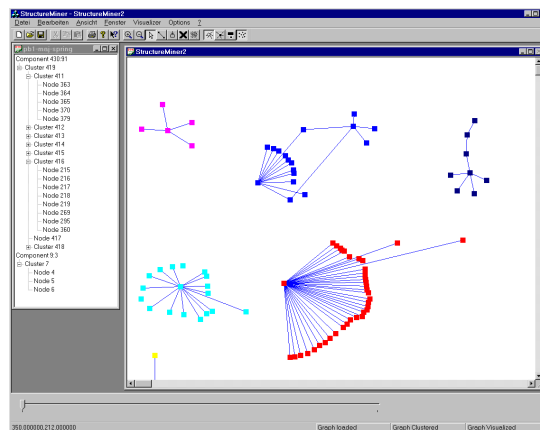 StructureMiner - StructureMiner2
Datei Bearbeiten Ansicht Fenster Visualizer Options ?
pb1-moj-spring
Component 430:91
Cluster 419
Cluster 411
Node 363
Node 364
Node 365
Node 370
Node 379
Cluster 412
Cluster 413
Cluster 414
Cluster 415
Cluster 416
Node 215
Node 216
Node 217
Node 218
Node 219
Node 269
Node 295
Node 360
Node 417
Cluster 418
Component 9:3
Cluster 7
Node 4
Node 5
Node 6
StructureMiner2
350.000000,212.000000
Graph loaded
Graph Clustered
Graph Visualized